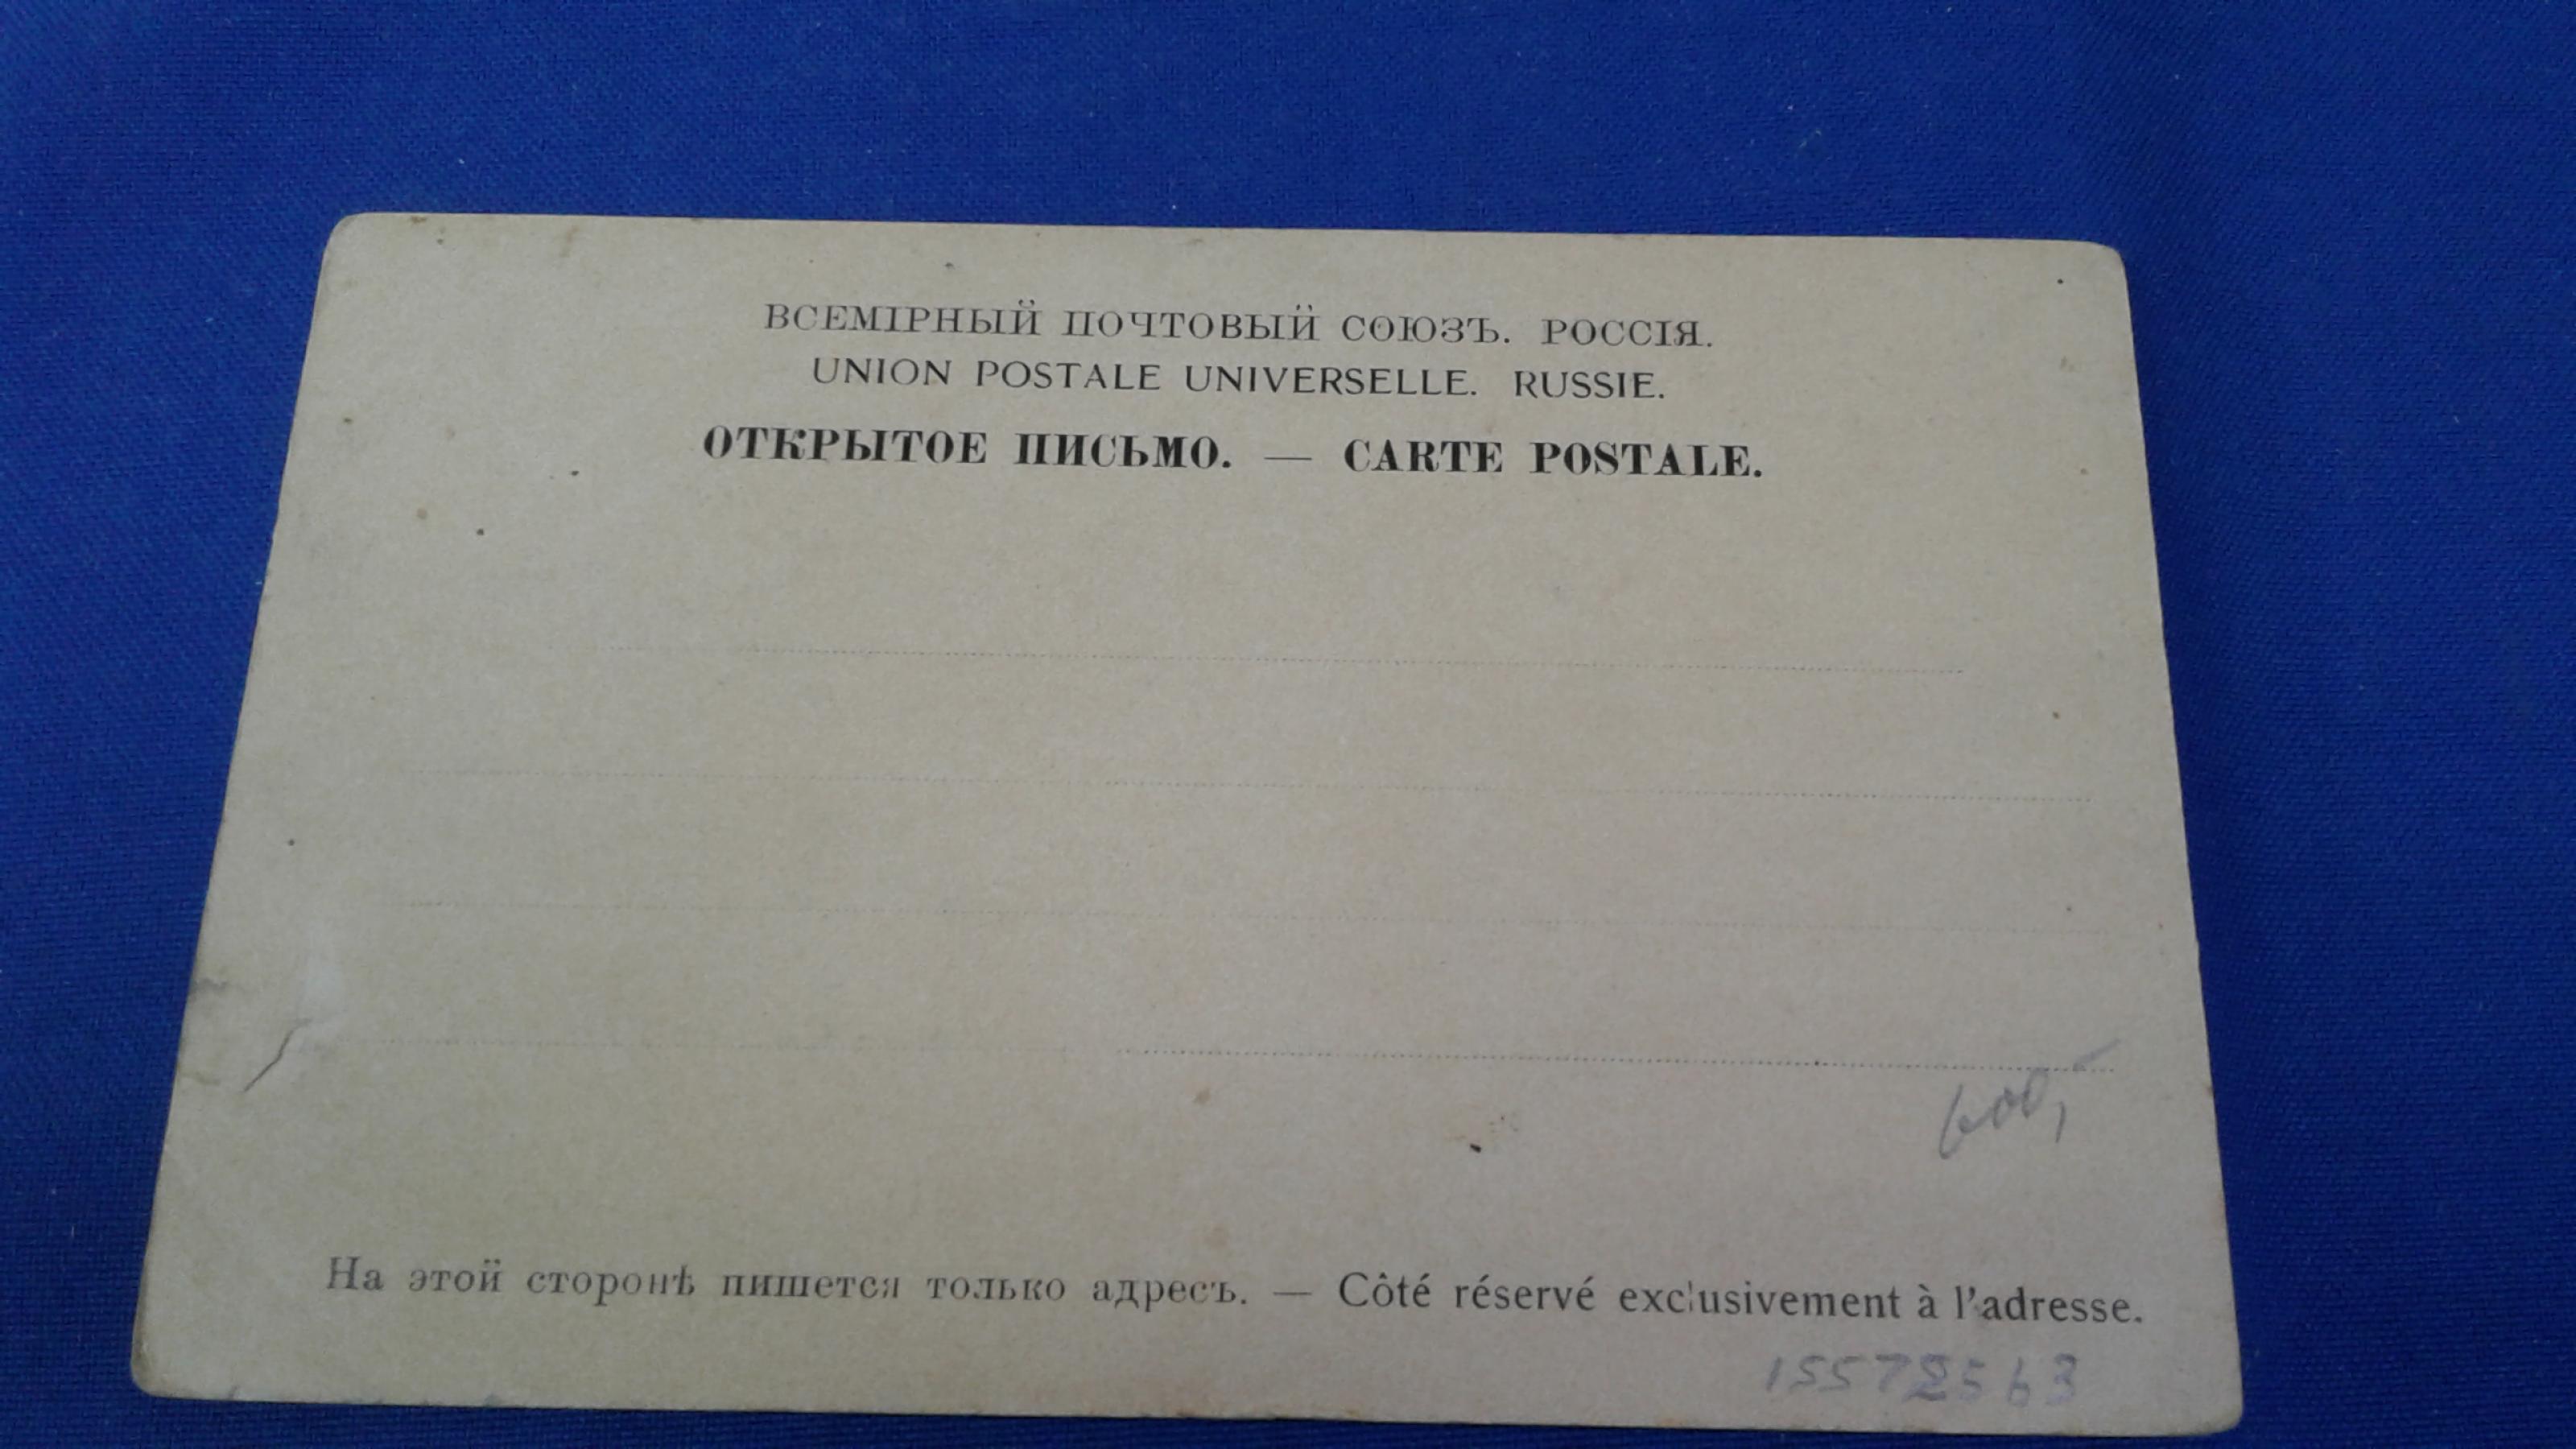 ВСЕМІРНЫЙ ПОЧТОВЫЙ СОЮЗЪ. РОССІЯ.
UNION POSTALE UNIVERSELLE. RUSSIE.
ОТКРЫТОЕ ПИСЬМО. — CARTE POSTALE.
600,-
На этой сторонѣ пишется только адресъ. — Côté réservé exclusivement à l'adresse.
15572563